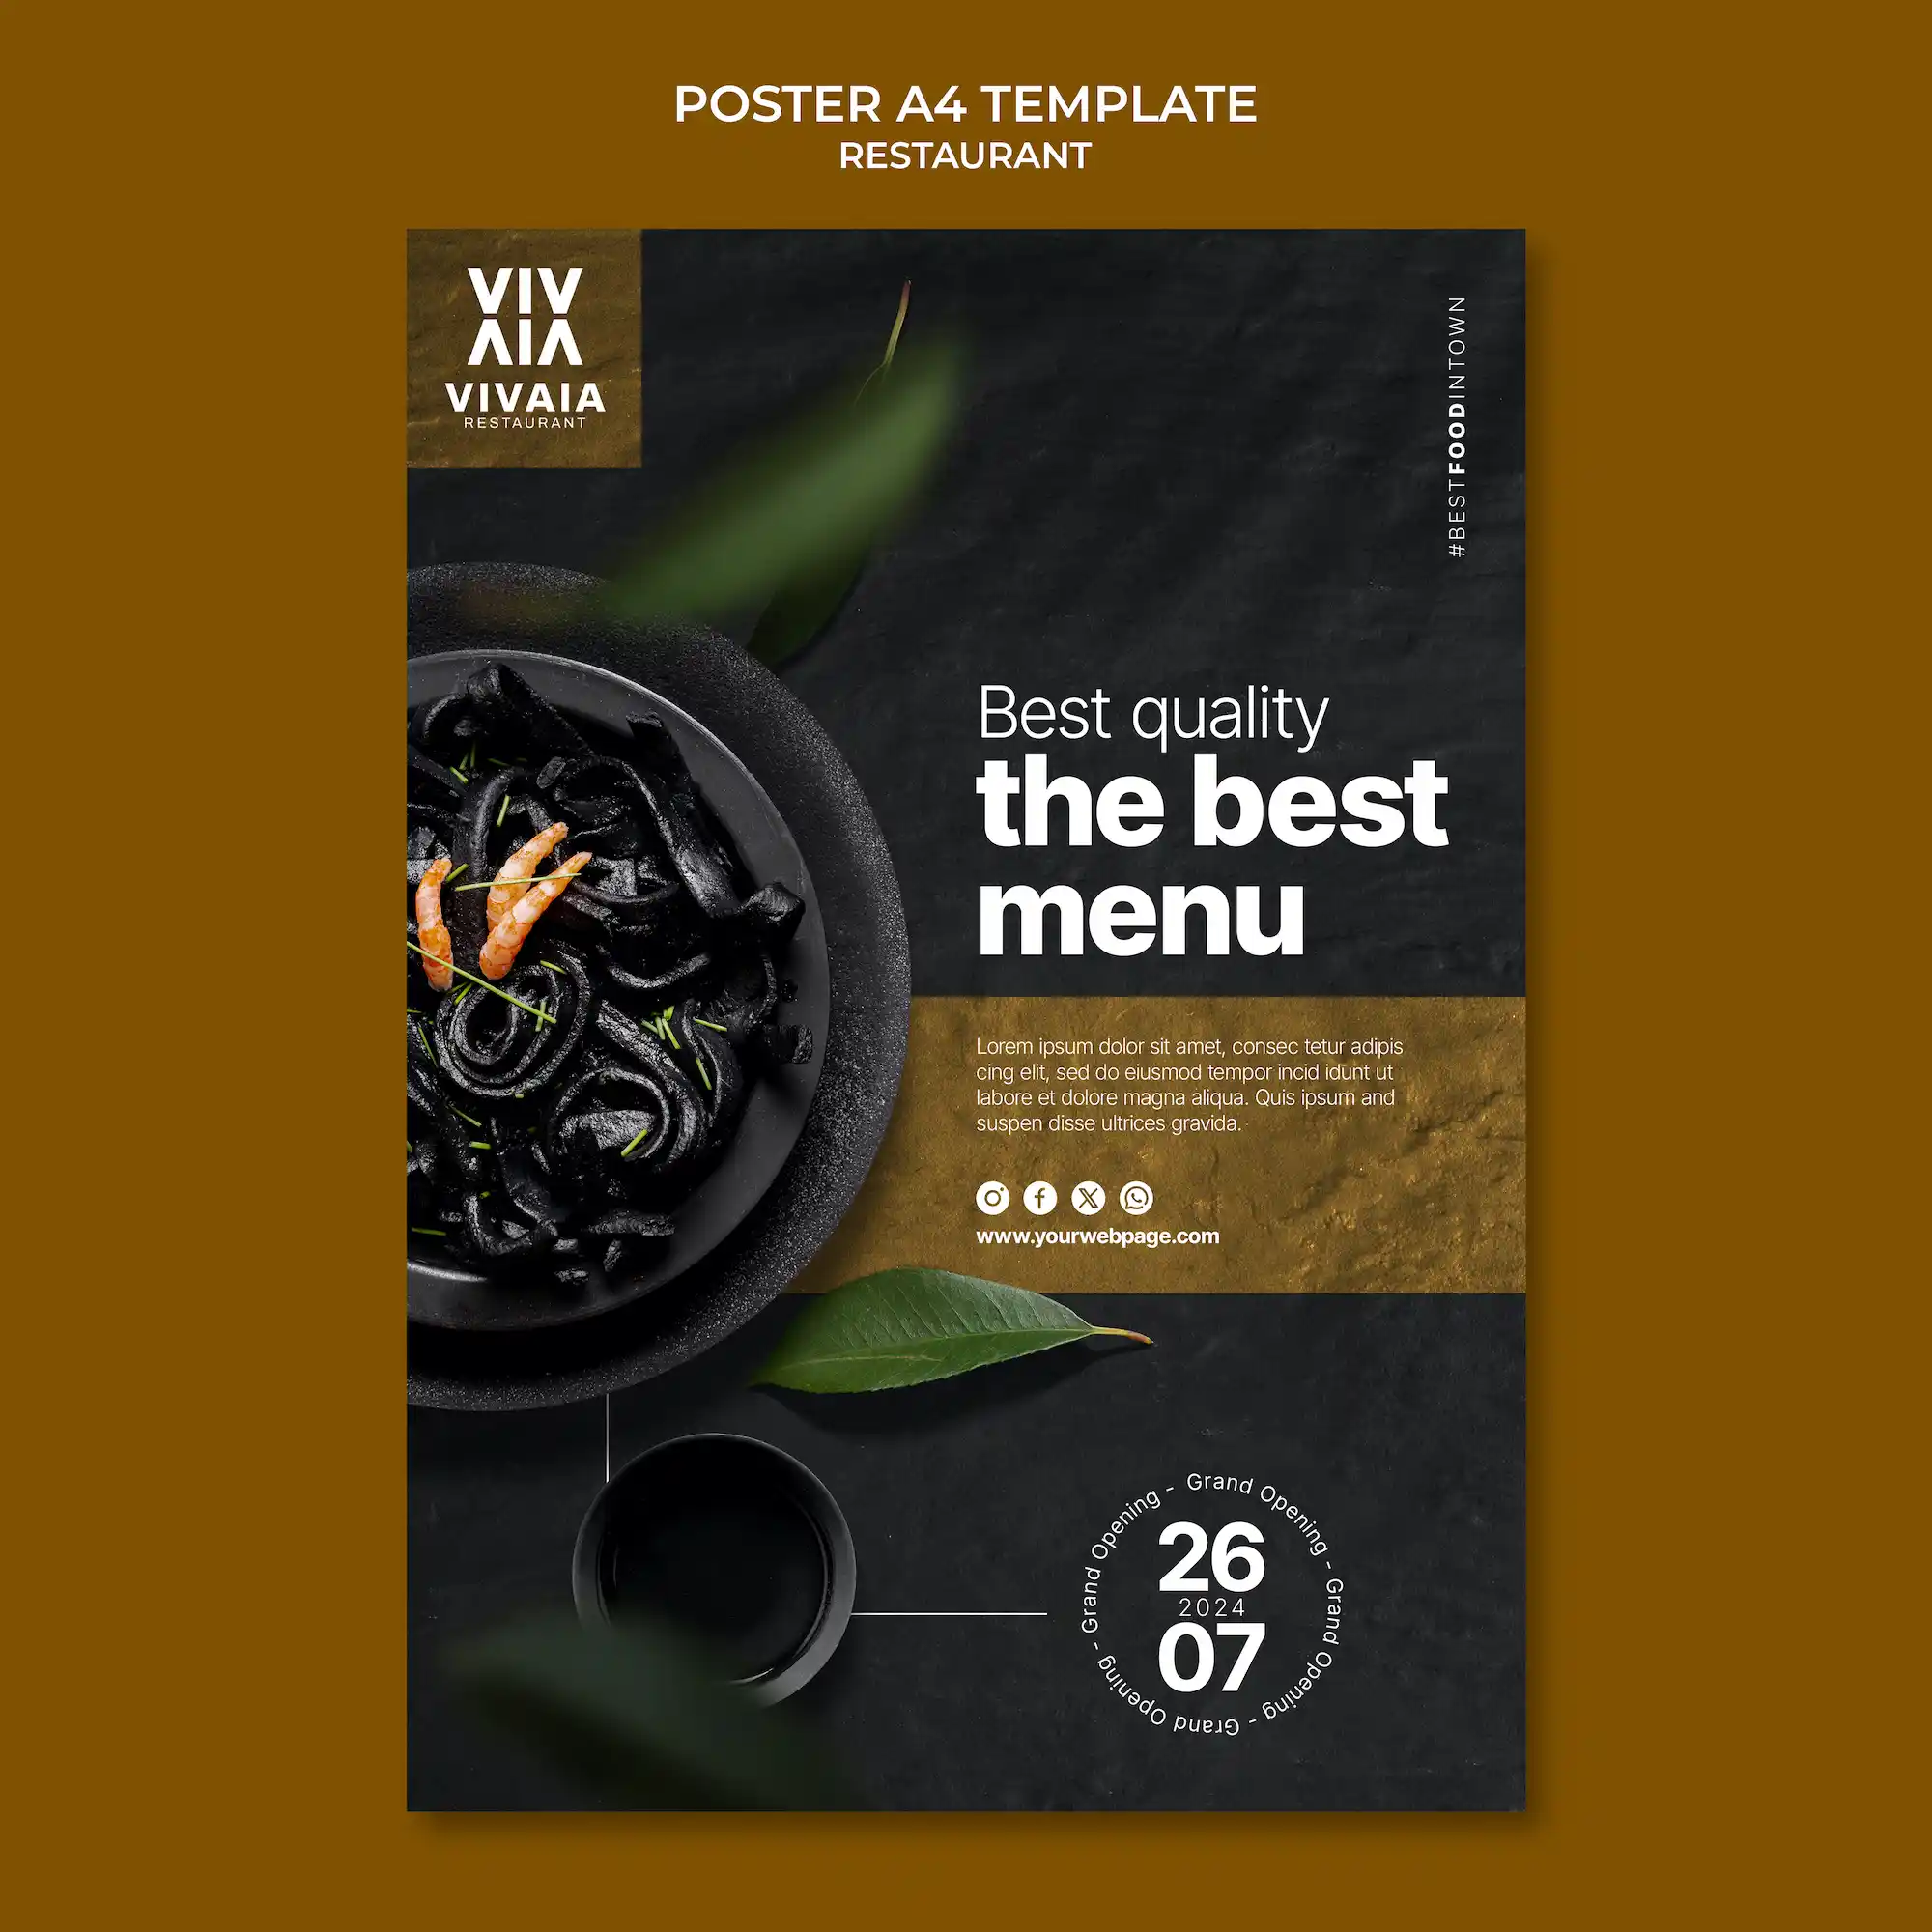 POSTER A4 TEMPLATE
RESTAURANT
VIV
AIA
VIVAIA
RESTAURANT
#BESTFOODINTOWN
Best quality
the best
menu
Lorem ipsum dolor sit amet, consec tetur adipis
cing elit, sed do eiusmod tempor incid idunt ut
labore et dolore magna aliqua. Quis ipsum and
suspen disse ultrices gravida.
www.yourwebpage.com
Grand Opening - Grand Opening - Grand Opening - Grand Opening -
26
2024
07